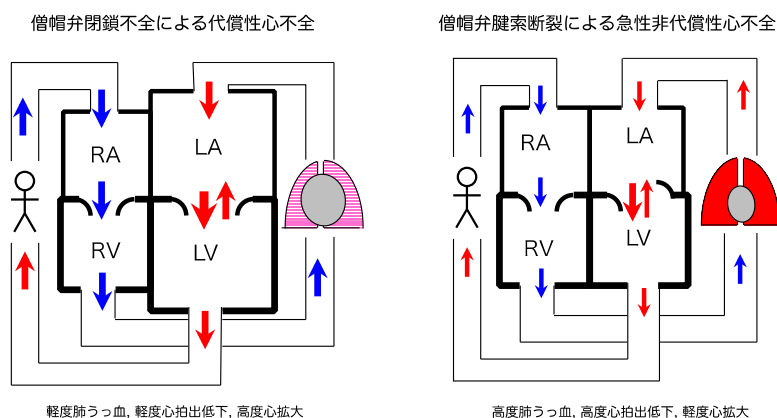 僧帽弁閉鎖不全による代償性心不全
僧帽弁腱索断裂による急性非代償性心不全
RA
LA
RV
LV
RA
LA
RV
LV
軽度肺うっ血, 軽度心拍出低下, 高度心拡大
高度肺うっ血, 高度心拍出低下, 軽度心拡大